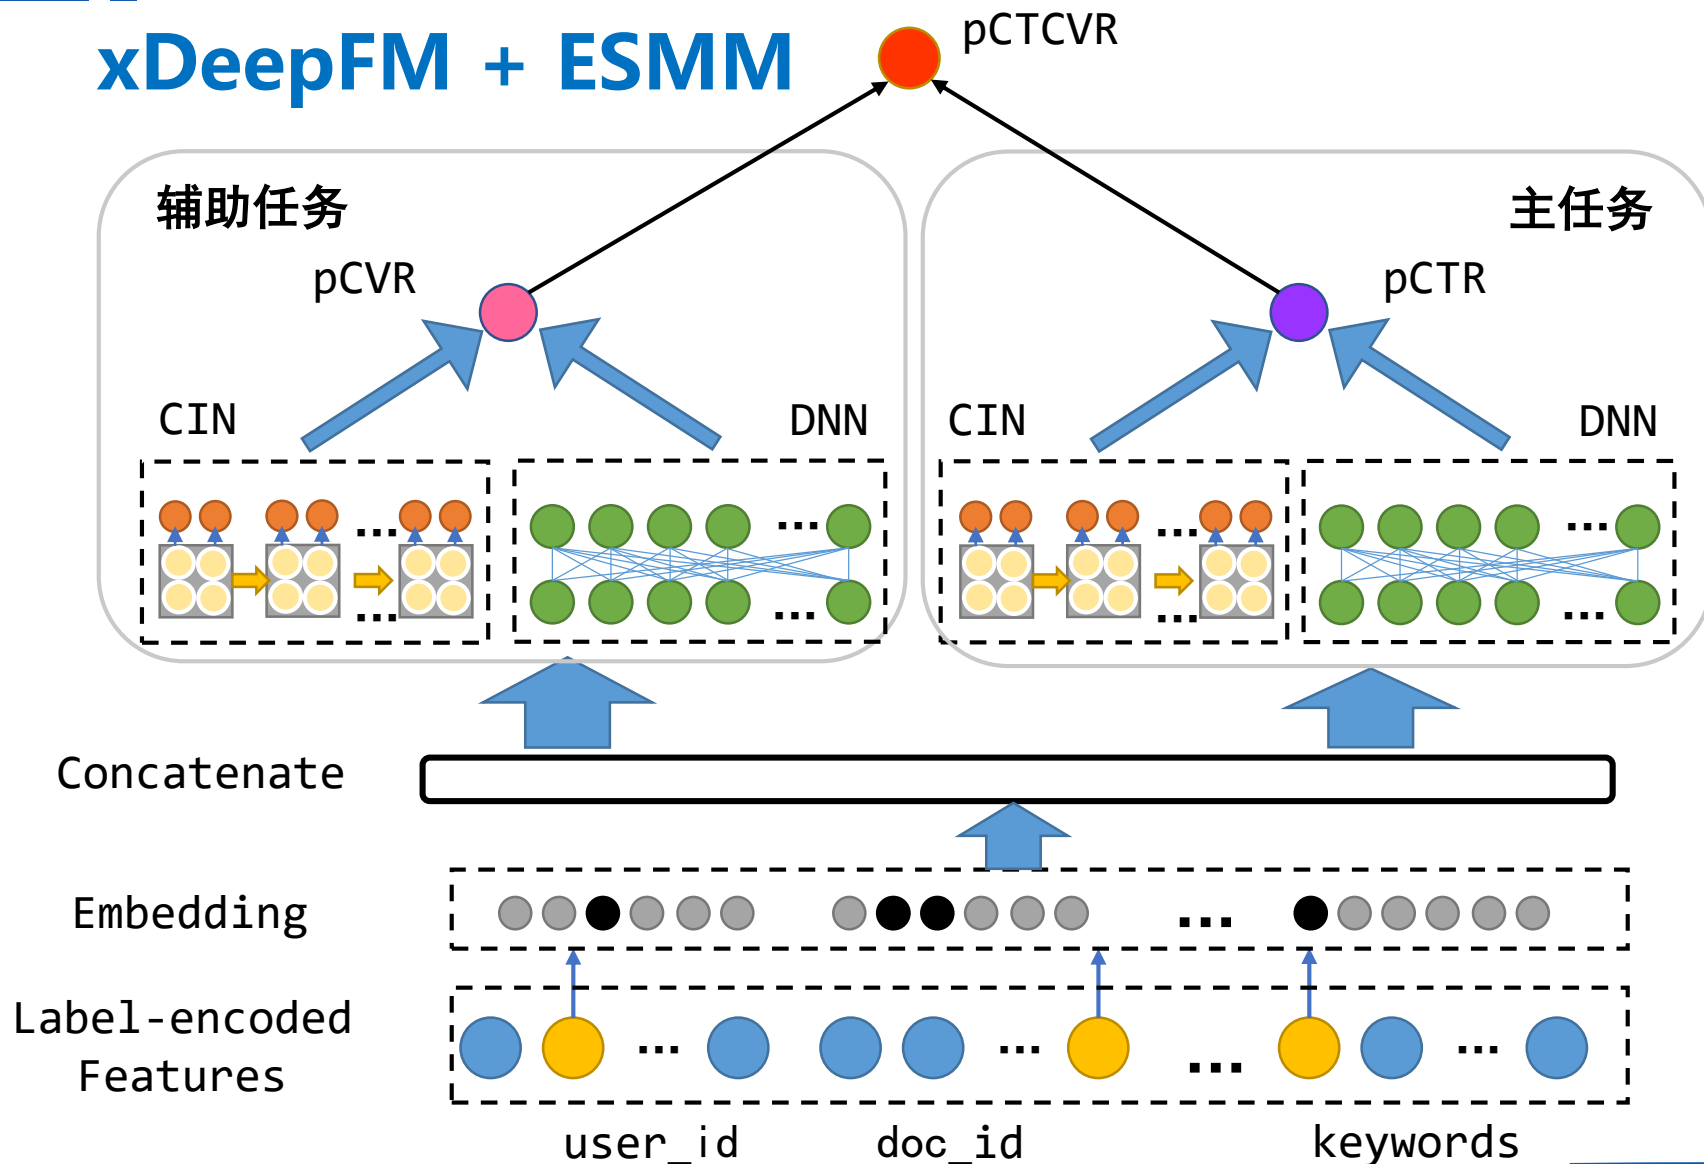 xDeepFM + ESMM
pCTCVR
辅助任务
主任务
pCVR
pCTR
CIN
DNN
CIN
DNN
...
...
...
...
...
...
...
...
Concatenate
Embedding
...
Label-encoded
Features
...
...
...
...
user_id
doc_id
keywords